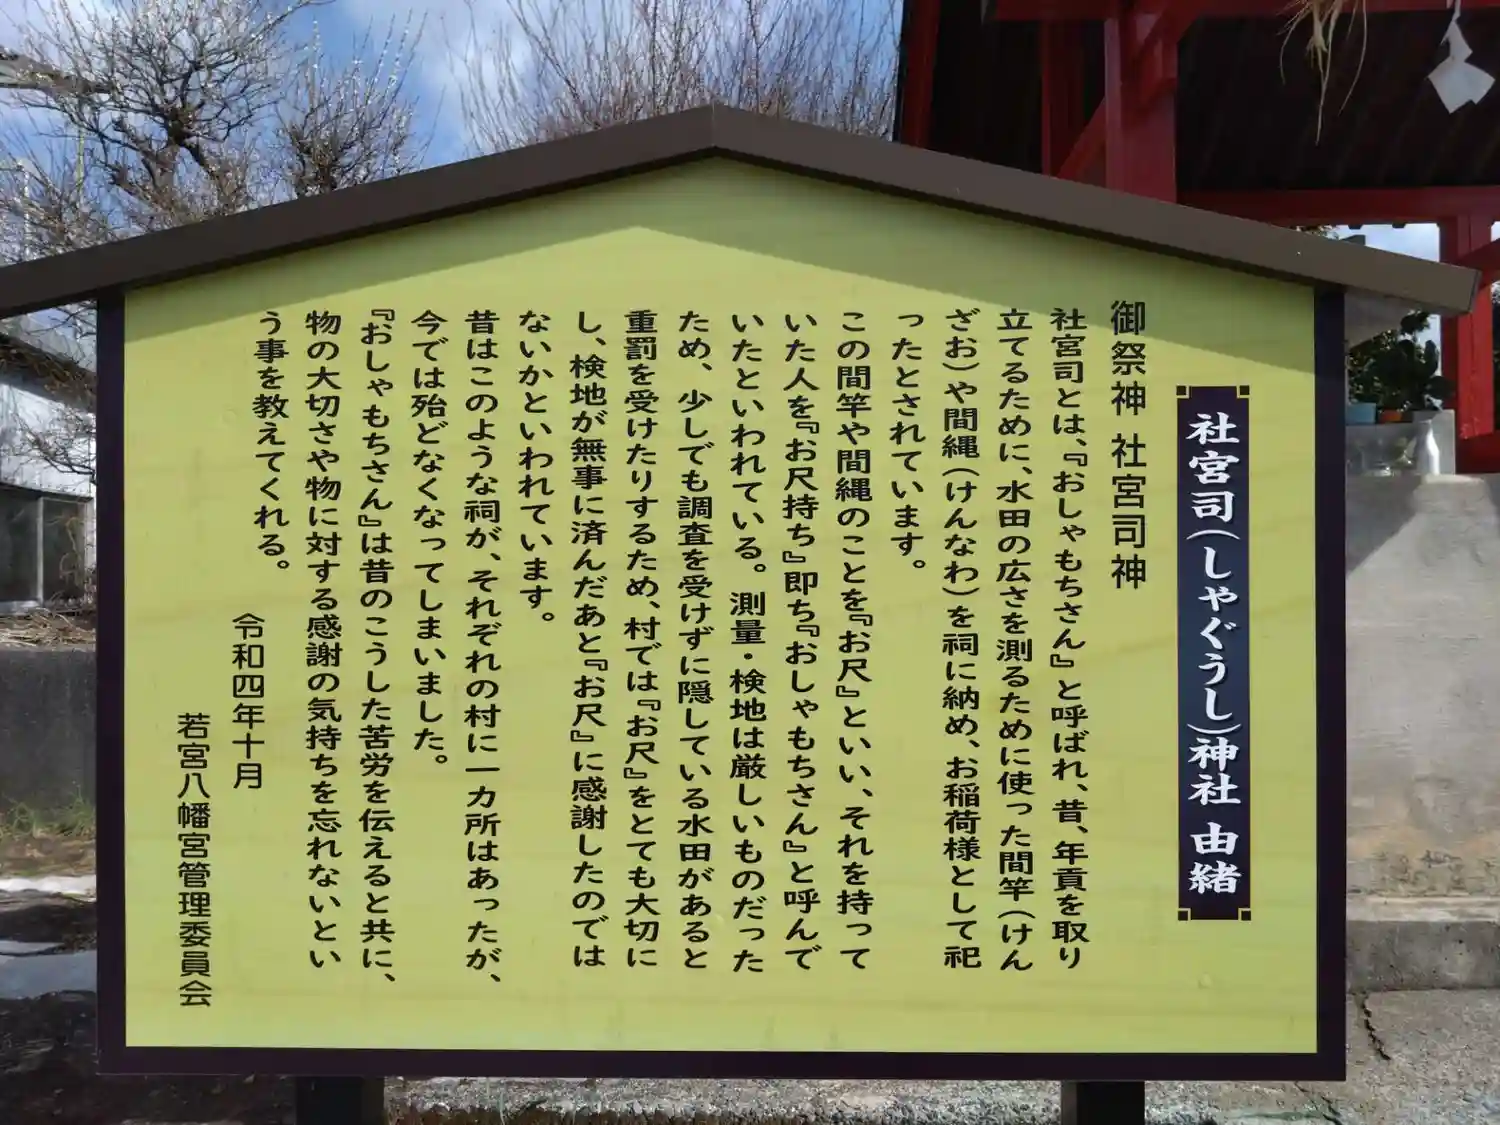 社宮司(しゃぐうし)神社 由緒
御祭神 社宮司神
社宮司とは、『おしゃもちさん』と呼ばれ、昔、年貢を取り
立てるために、水田の広さを測るために使った間竿(けん
ざお)や間縄(けんなわ)を祠に納め、お稲荷様として祀
ったとされています。
この間竿や間縄のことを『お尺』といい、それを持って
いた人を『お尺持ち』即ち『おしゃもちさん』と呼んで
いたといわれている。測量・検地は厳しいものだった
ため、少しでも調査を受けずに隠している水田があると
重罰を受けたりするため、村では『お尺』をとても大切に
し、検地が無事に済んだあと『お尺』に感謝したのでは
ないかといわれています。
昔はこのような祠が、それぞれの村に一カ所はあったが、
今では殆どなくなってしまいました。
『おしゃもちさん』は昔のこうした苦労を伝えると共に、
物の大切さや物に対する感謝の気持ちを忘れないとい
う事を教えてくれる。
令和四年十月
若宮八幡宮管理委員会